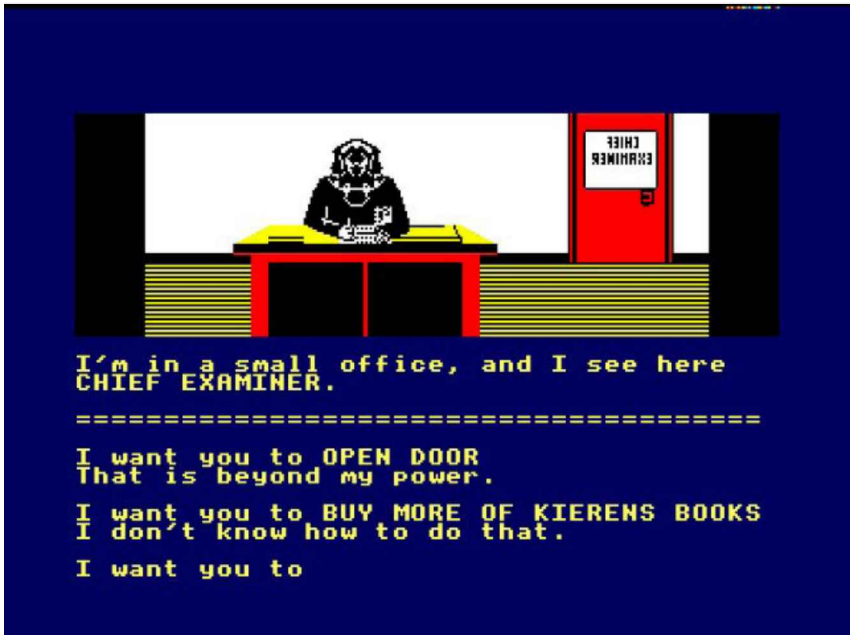 CHIEF
EXAMINER
I'm in a small office, and I see here
CHIEF EXAMINER.
=======================================
I want you to OPEN DOOR
That is beyond my power.
I want you to BUY MORE OF KIERENS BOOKS
I don't know how to do that.
I want you to